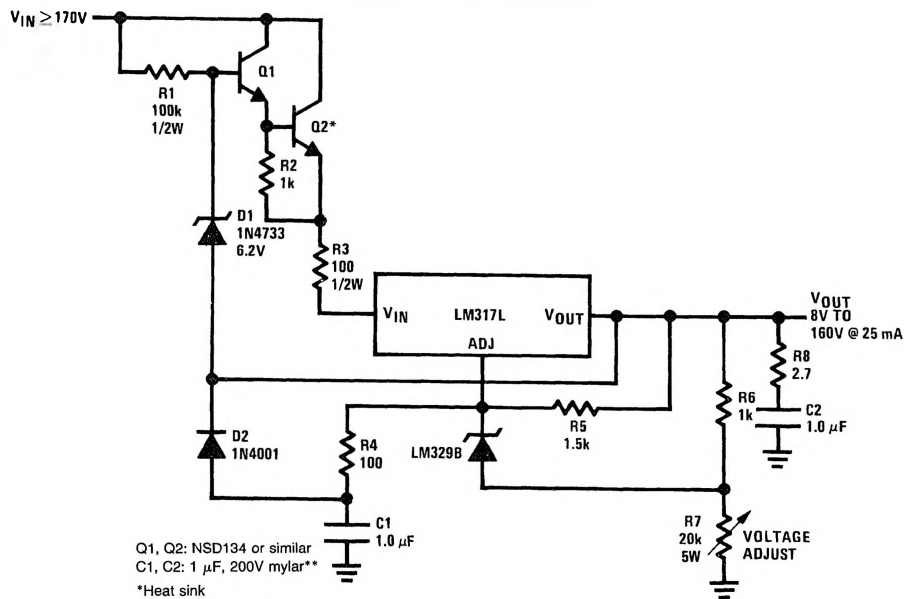 VIN ≥ 170V
R1
100k
1/2W
Q1
Q2*
R2
1k
D1
1N4733
6.2V
R3
100
1/2W
VIN
LM317L
VOUT
ADJ
VOUT
8V TO
160V @ 25 mA
R8
2.7
R6
1k
C2
1.0 μF
R5
1.5k
D2
1N4001
R4
100
LM329B
C1
1.0 μF
R7
20k
5W
VOLTAGE
ADJUST
Q1, Q2: NSD134 or similar
C1, C2: 1 μF, 200V mylar**
*Heat sink